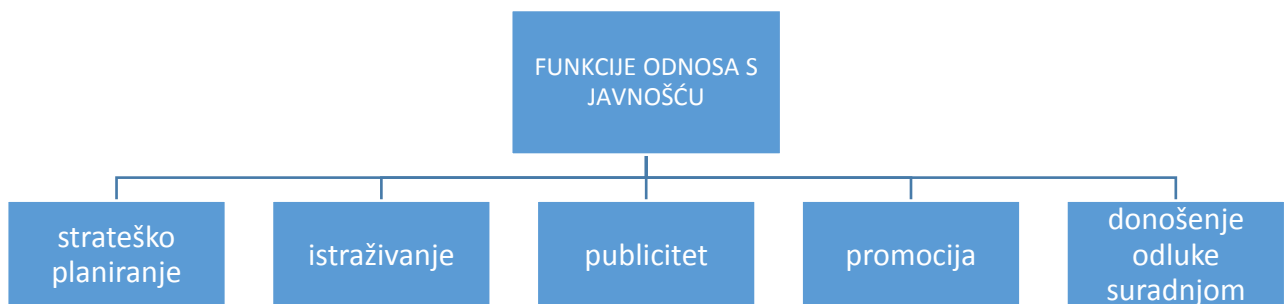 FUNKCIJE ODNOSA S
JAVNOŠĆU
strateško
planiranje
istraživanje
publicitet
promocija
donošenje
odluke
suradnjom